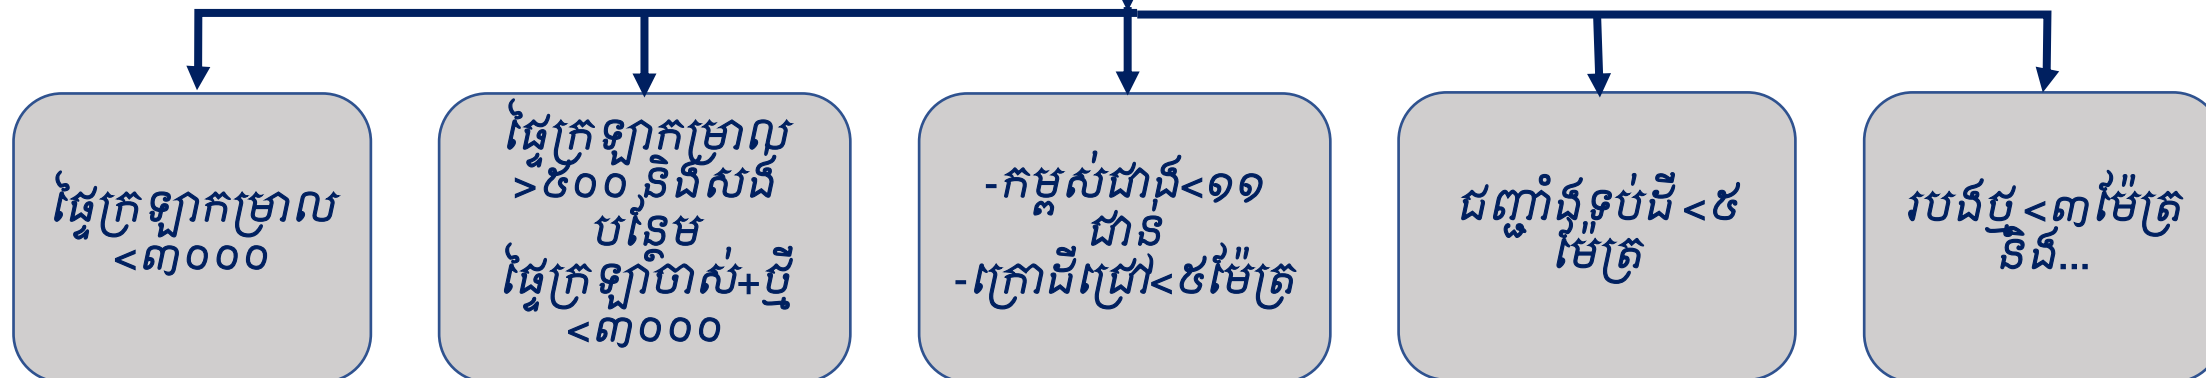 ផ្ទៃក្រឡាកម្រាល
<៣០០០
ផ្ទៃក្រឡាកម្រាល
>៥០០ និងសង់
បន្ថែម
ផ្ទៃក្រឡាចាស់+ថ្មី
<៣០០០
-កម្ពស់ជាង<១១
ជាន់
-ក្រោដីជ្រៅ<៥ម៉ែត្រ
ជញ្ជាំងទប់ដី <៥
ម៉ែត្រ
របងថ្ម <៣ម៉ែត្រ
និង...